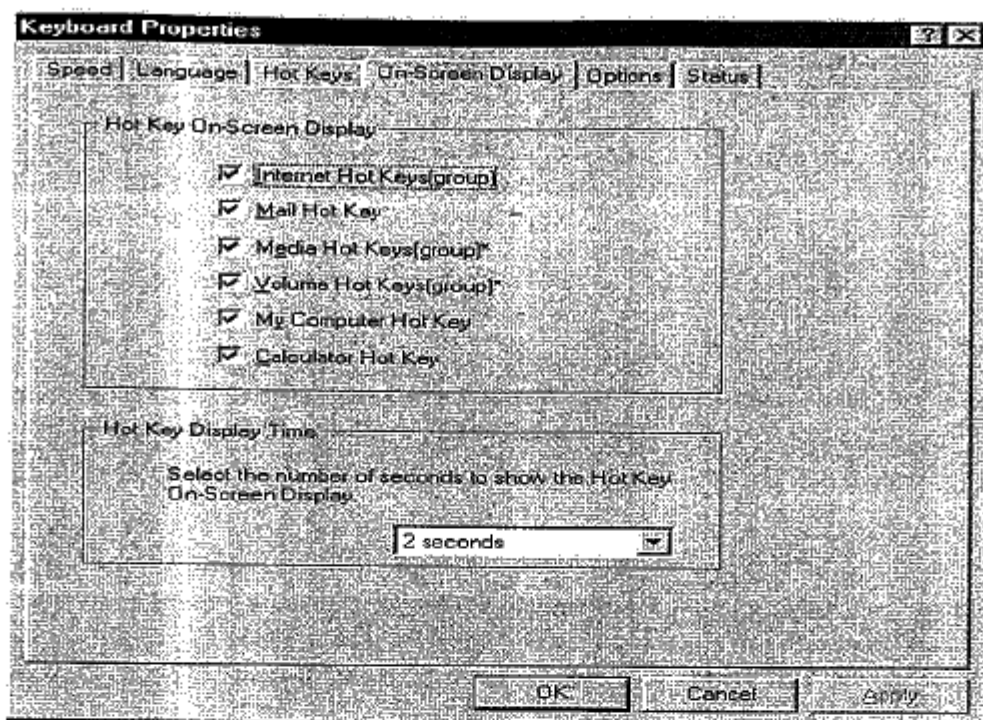 Keyboard Properties
? X
Speed Language Hot Keys On-Screen Display Options Status
Hot Key On-Screen Display
Internet Hot Keys(group)
Mail Hot Key
Media Hot Keys(group)*
Volume Hot Keys(group)*
My Computer Hot Key
Calculator Hot Key
Hot Key Display Time
Select the number of seconds to show the Hot Key
On-Screen Display.
2 seconds
OK Cancel Apply